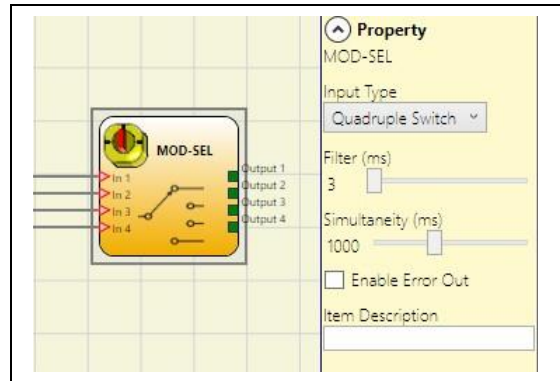 MOD-SEL
In 1
In 2
In 3
In 4
Output 1
Output 2
Output 3
Output 4
Property
MOD-SEL
Input Type
Quadruple Switch
Filter (ms)
3
Simultaneity (ms)
1000
Enable Error Out
Item Description